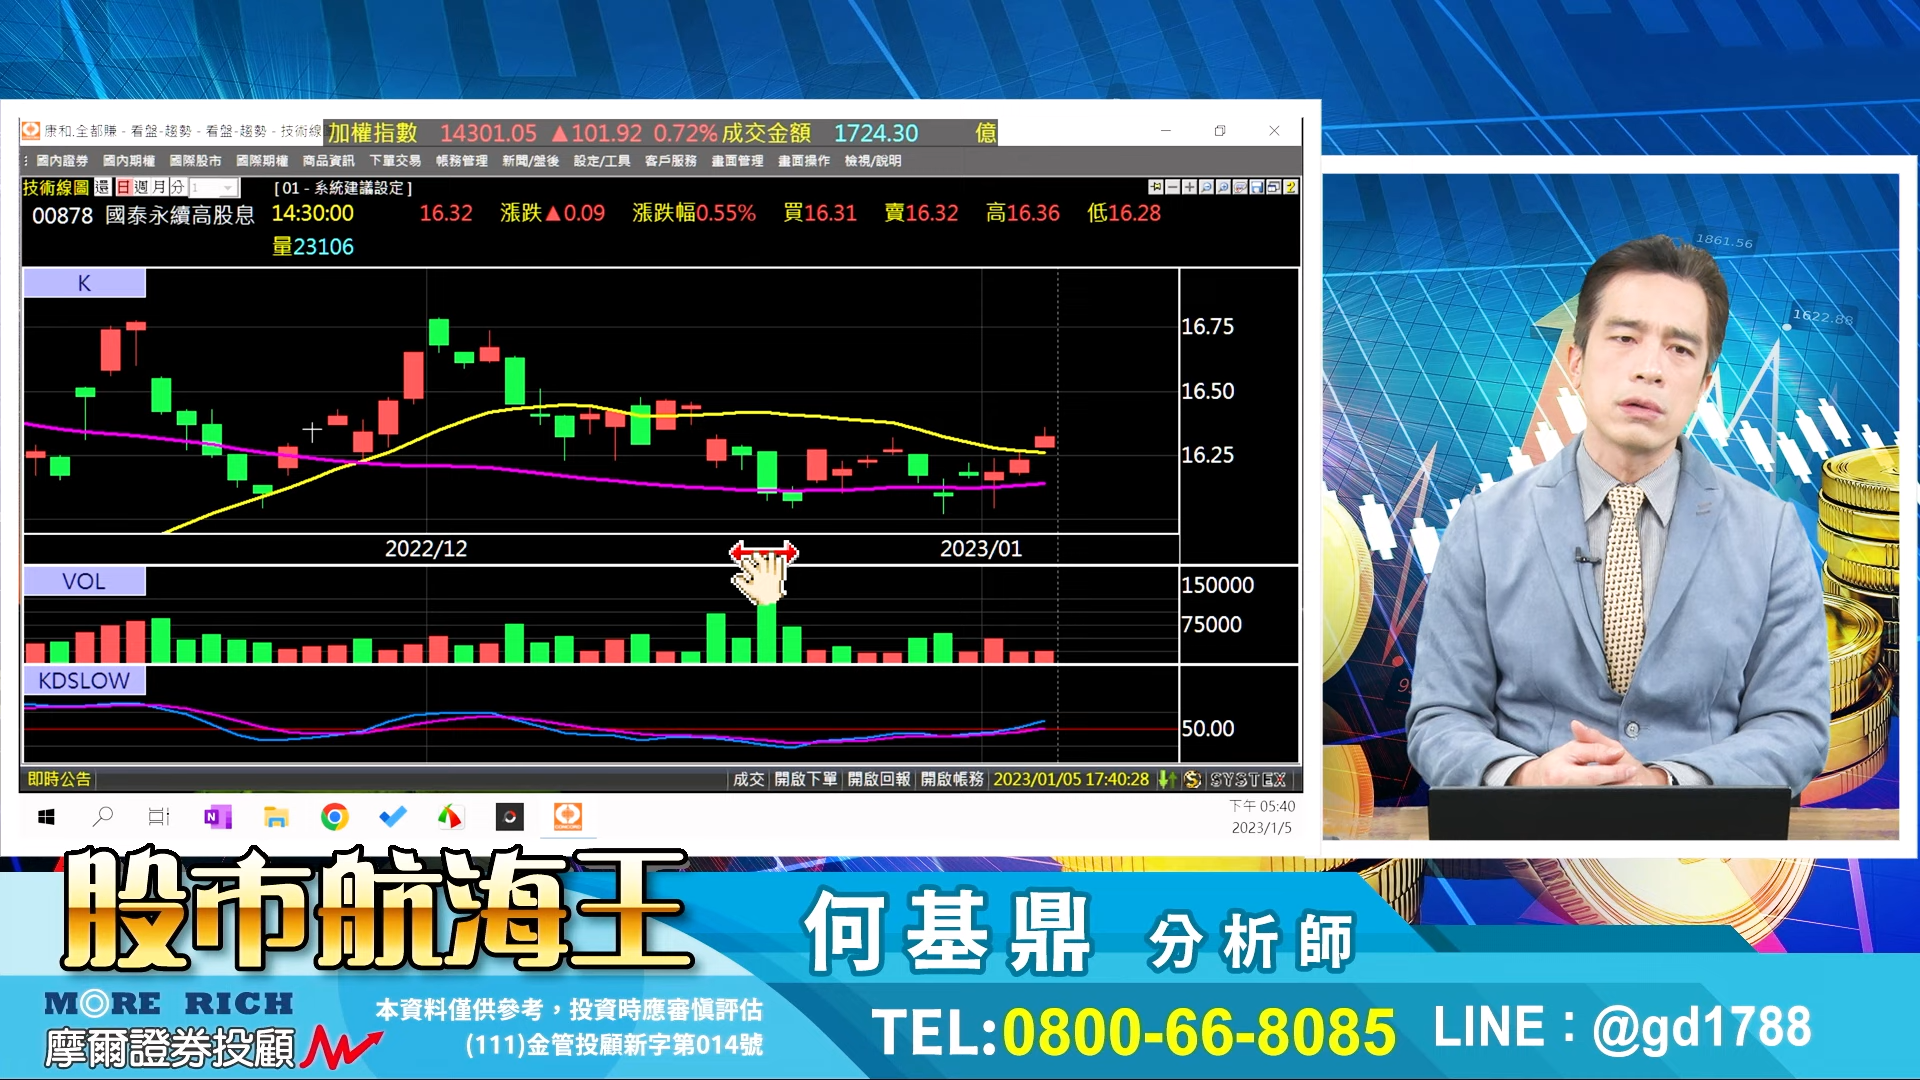 康和.全都賺 - 看盤-趨勢 - 看盤-趨勢 - 技術線
加權指數 14301.05 ▲101.92 0.72% 成交金額 1724.30 億
國內證券 國內期權 國際股市 國際期權 商品資訊 下單交易 帳務管理 新聞/盤後 設定/工具 客戶服務 畫面管理 畫面操作 檢視/說明
技術線圖 還 日 週 月 分 1 [ 01 - 系統建議設定 ]
00878 國泰永續高股息 14:30:00 16.32 漲跌▲0.09 漲跌幅0.55% 買16.31 賣16.32 高16.36 低16.28
量23106
K
16.75
16.50
16.25
2022/12 2023/01
VOL
150000
75000
KDSLOW
50.00
即時公告 成交 開啟下單 開啟回報 開啟帳務 2023/01/05 17:40:28 SYSTEX
下午 05:40
2023/1/5
1861.56
1622.88
股市航海王
何基鼎 分析師
MORE RICH
摩爾證券投顧
本資料僅供參考，投資時應審慎評估
(111)金管投顧新字第014號
TEL:0800-66-8085
LINE：@gd1788